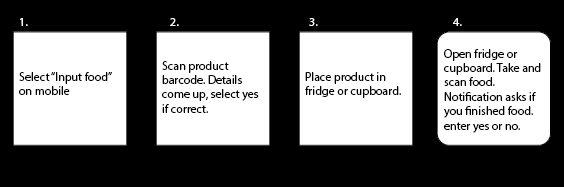 1.
Select “Input food”
on mobile
2.
Scan product
barcode. Details
come up, select yes
if correct.
3.
Place product in
fridge or cupboard.
4.
Open fridge or
cupboard. Take and
scan food.
Notification asks if
you finished food.
enter yes or no.